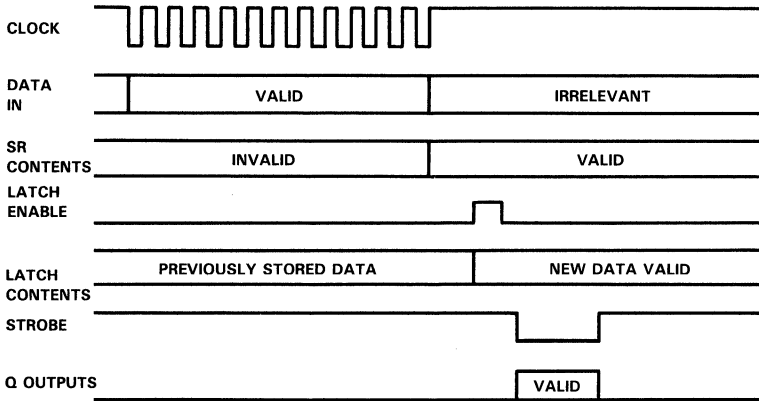 CLOCK
DATA
IN
VALID
IRRELEVANT
SR
CONTENTS
INVALID
VALID
LATCH
ENABLE
LATCH
CONTENTS
PREVIOUSLY STORED DATA
NEW DATA VALID
STROBE
Q OUTPUTS
VALID